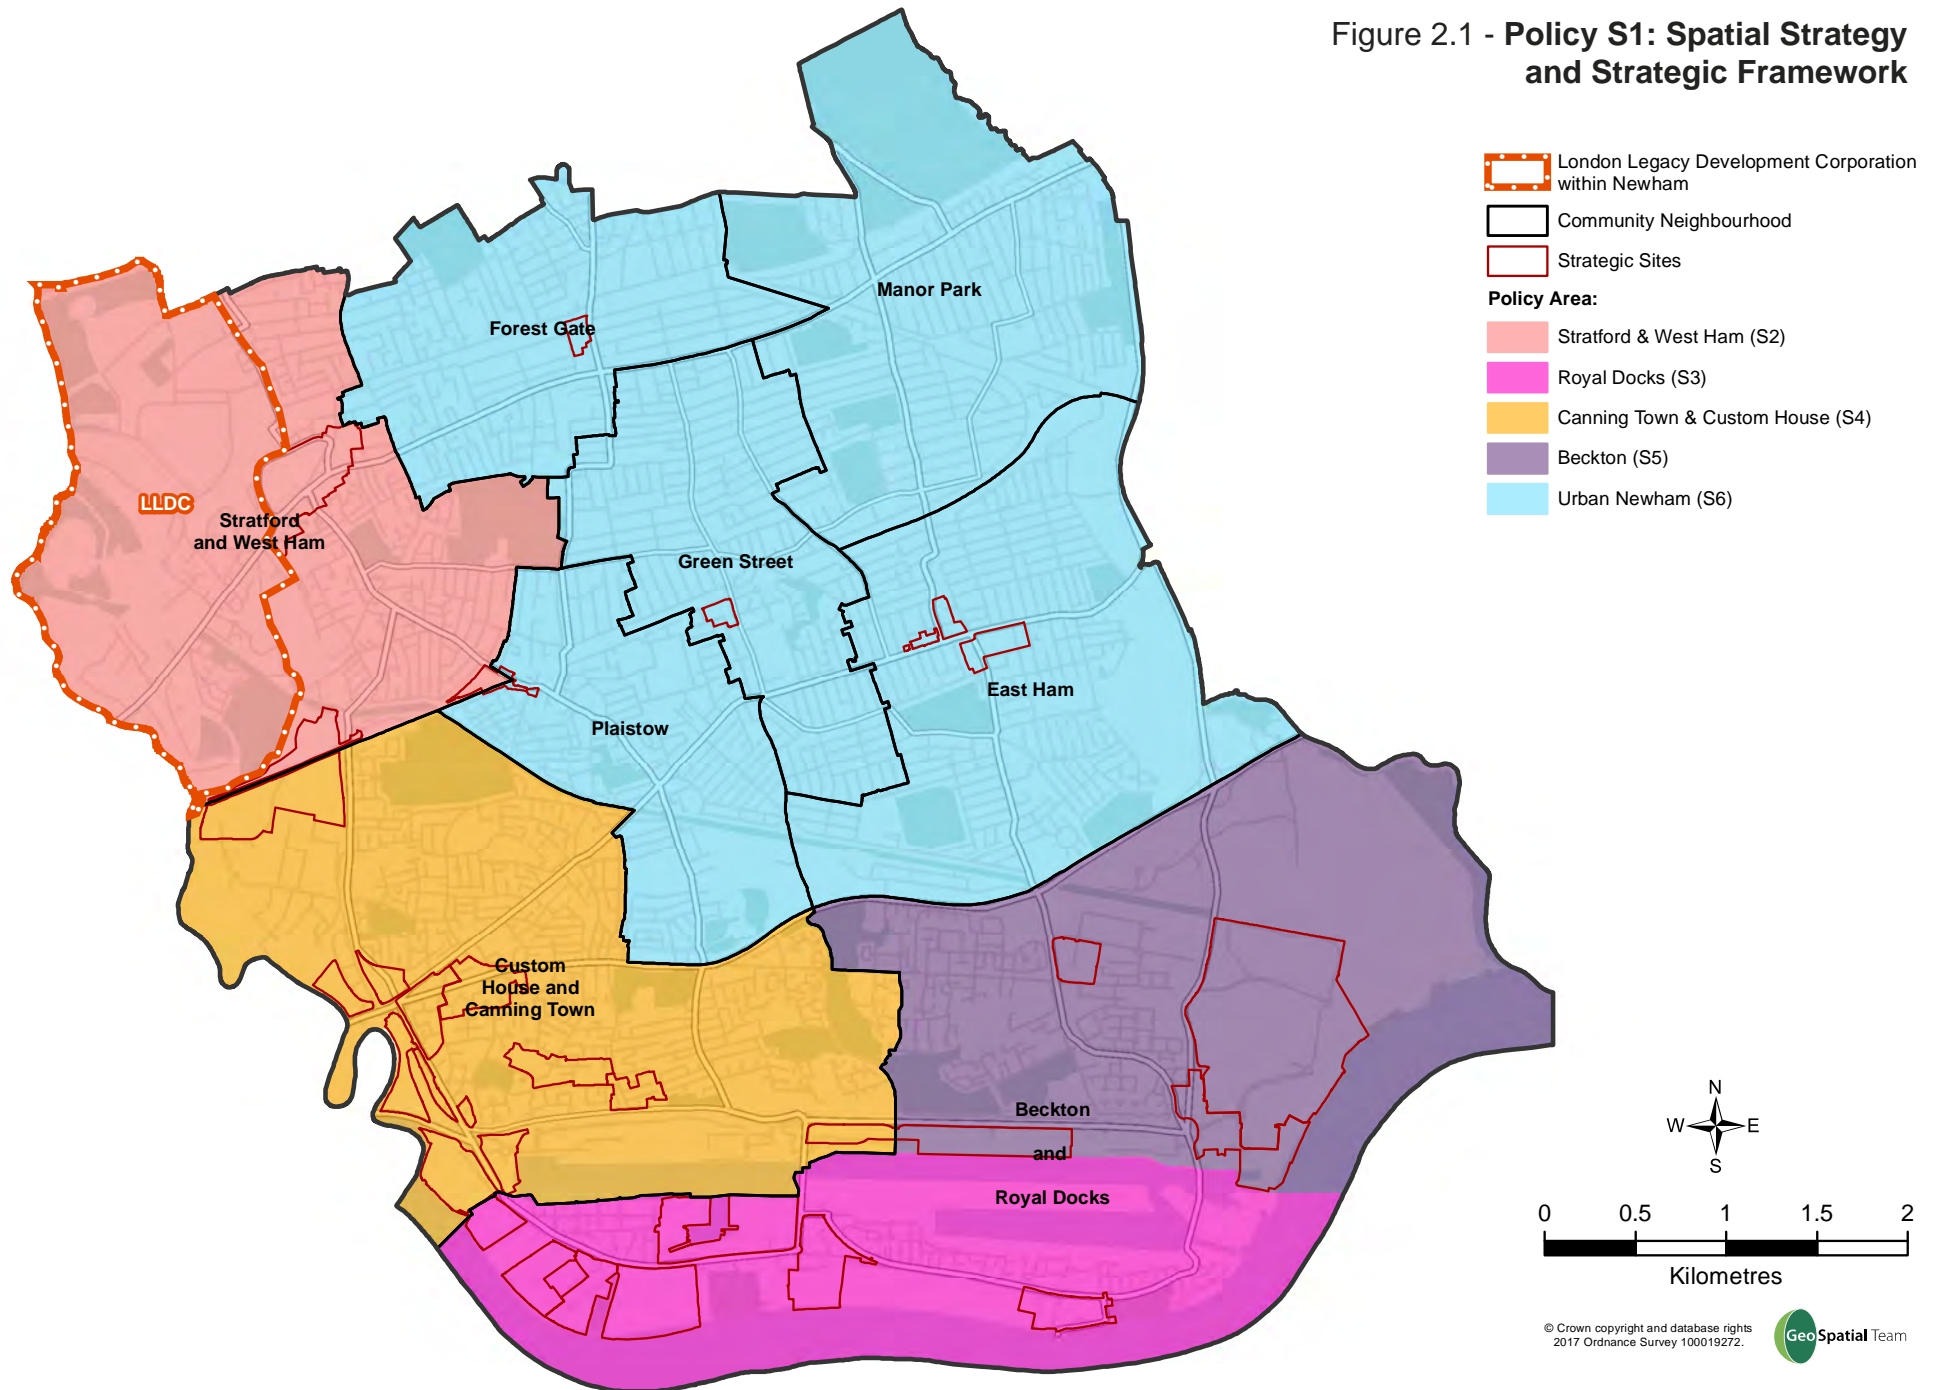 Figure 2.1 - Policy S1: Spatial Strategy
and Strategic Framework
London Legacy Development Corporation
within Newham
Community Neighbourhood
Strategic Sites
Policy Area:
Stratford & West Ham (S2)
Royal Docks (S3)
Canning Town & Custom House (S4)
Beckton (S5)
Urban Newham (S6)
Manor Park
Forest Gate
LLDC
Stratford
and West Ham
Green Street
East Ham
Plaistow
Custom
House and
Canning Town
Beckton
and
Royal Docks
N
W E
S
0 0.5 1 1.5 2
Kilometres
© Crown copyright and database rights
2017 Ordnance Survey 100019272.
GeoSpatial Team